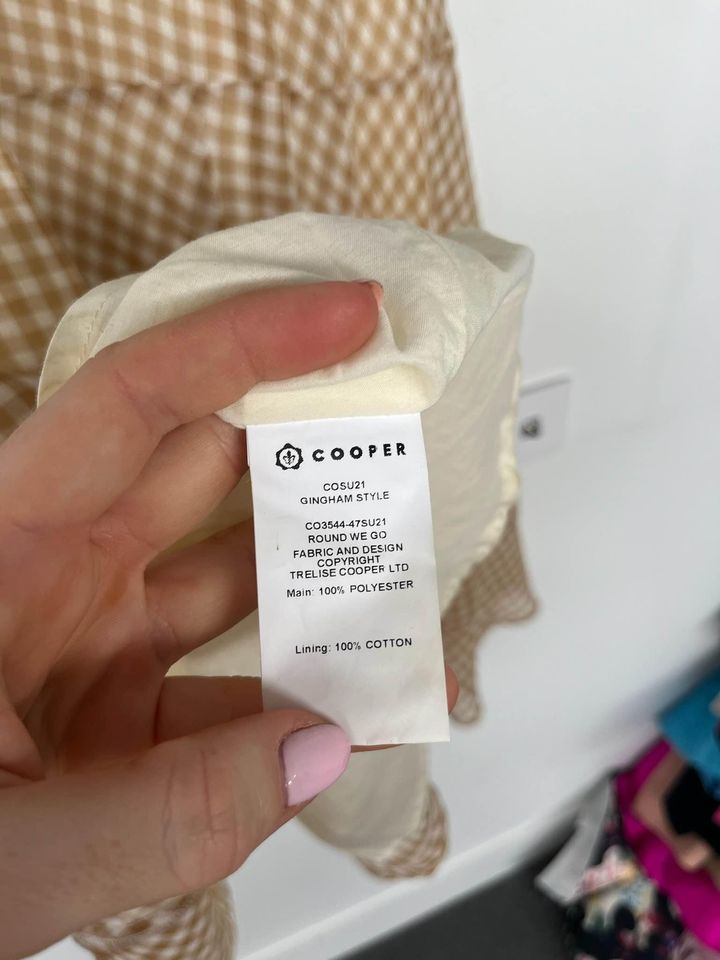 COOPER
COSU21
GINGHAM STYLE
CO3544-47SU21
ROUND WE GO
FABRIC AND DESIGN
COPYRIGHT
TRELISE COOPER LTD
Main: 100% POLYESTER
Lining: 100% COTTON